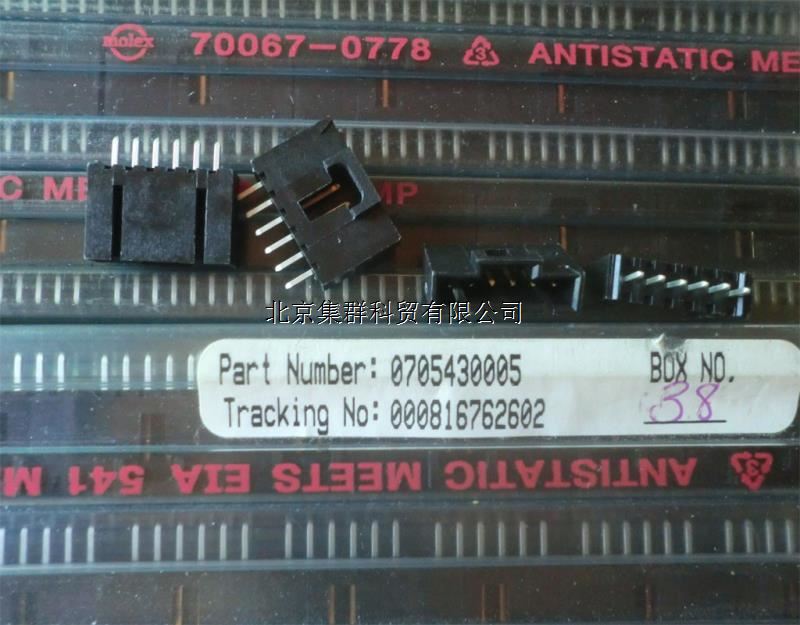 molex 70067-0778 3 ANTISTATIC ME
C ME MP
北京集群科贸有限公司
Part Number: 0705430005 BOX NO.
Tracking No: 000816762602 38
ANTISTATIC MEETS EIA 541 M